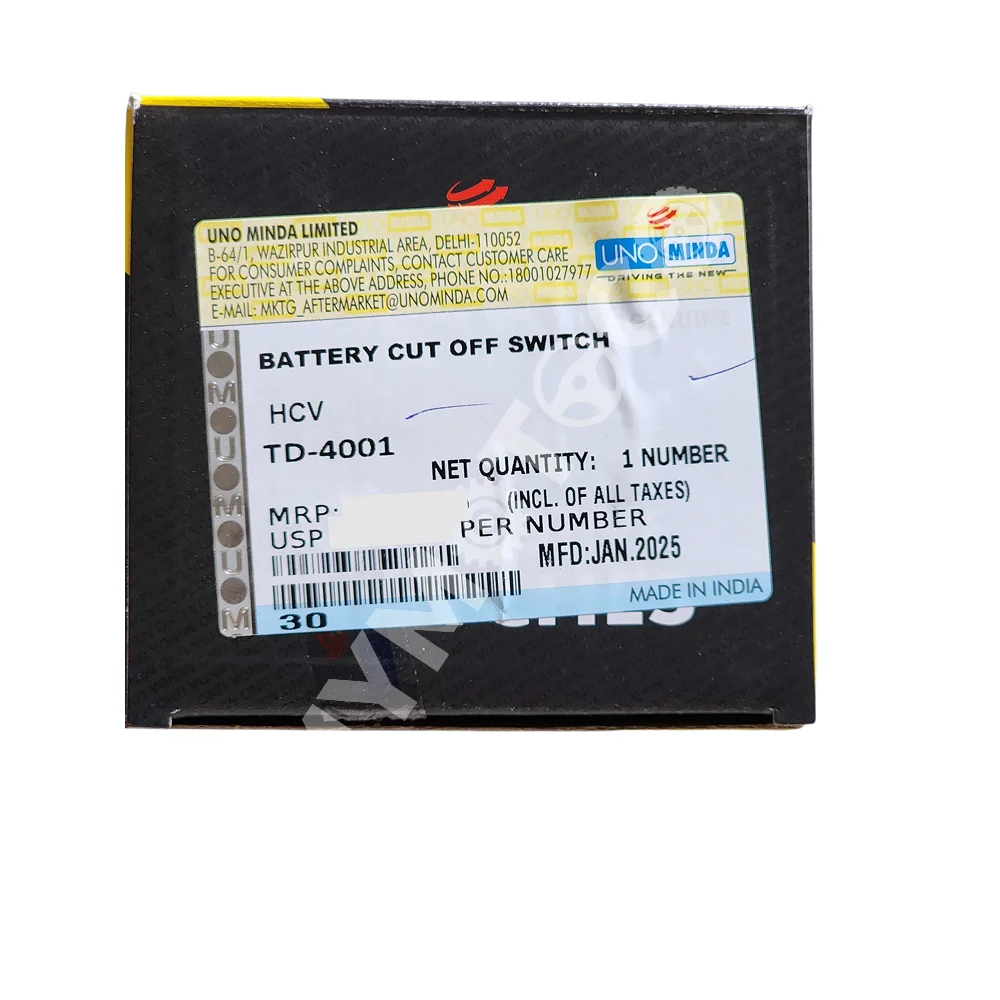 UNO MINDA LIMITED
B-64/1, WAZIRPUR INDUSTRIAL AREA, DELHI-110052
FOR CONSUMER COMPLAINTS, CONTACT CUSTOMER CARE
EXECUTIVE AT THE ABOVE ADDRESS, PHONE NO.:18001027977
E-MAIL: MKTG_AFTERMARKET@UNOMINDA.COM
UNO MINDA
DRIVING THE NEW
GENUINE
BATTERY CUT OFF SWITCH
HCV
TD-4001
NET QUANTITY: 1 NUMBER
MRP: (INCL. OF ALL TAXES)
USP PER NUMBER
MFD:JAN.2025
MADE IN INDIA
30